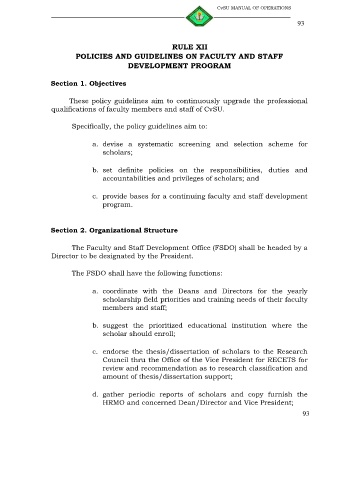 CvSU MANUAL OF OPERATIONS
93
RULE XII
POLICIES AND GUIDELINES ON FACULTY AND STAFF
DEVELOPMENT PROGRAM
Section 1. Objectives
These policy guidelines aim to continuously upgrade the professional
qualifications of faculty members and staff of CvSU.
Specifically, the policy guidelines aim to:
a. devise a systematic screening and selection scheme for
scholars;
b. set definite policies on the responsibilities, duties and
accountabilities and privileges of scholars; and
c. provide bases for a continuing faculty and staff development
program.
Section 2. Organizational Structure
The Faculty and Staff Development Office (FSDO) shall be headed by a
Director to be designated by the President.
The FSDO shall have the following functions:
a. coordinate with the Deans and Directors for the yearly
scholarship field priorities and training needs of their faculty
members and staff;
b. suggest the prioritized educational institution where the
scholar should enroll;
c. endorse the thesis/dissertation of scholars to the Research
Council thru the Office of the Vice President for RECETS for
review and recommendation as to research classification and
amount of thesis/dissertation support;
d. gather periodic reports of scholars and copy furnish the
HRMO and concerned Dean/Director and Vice President;
93